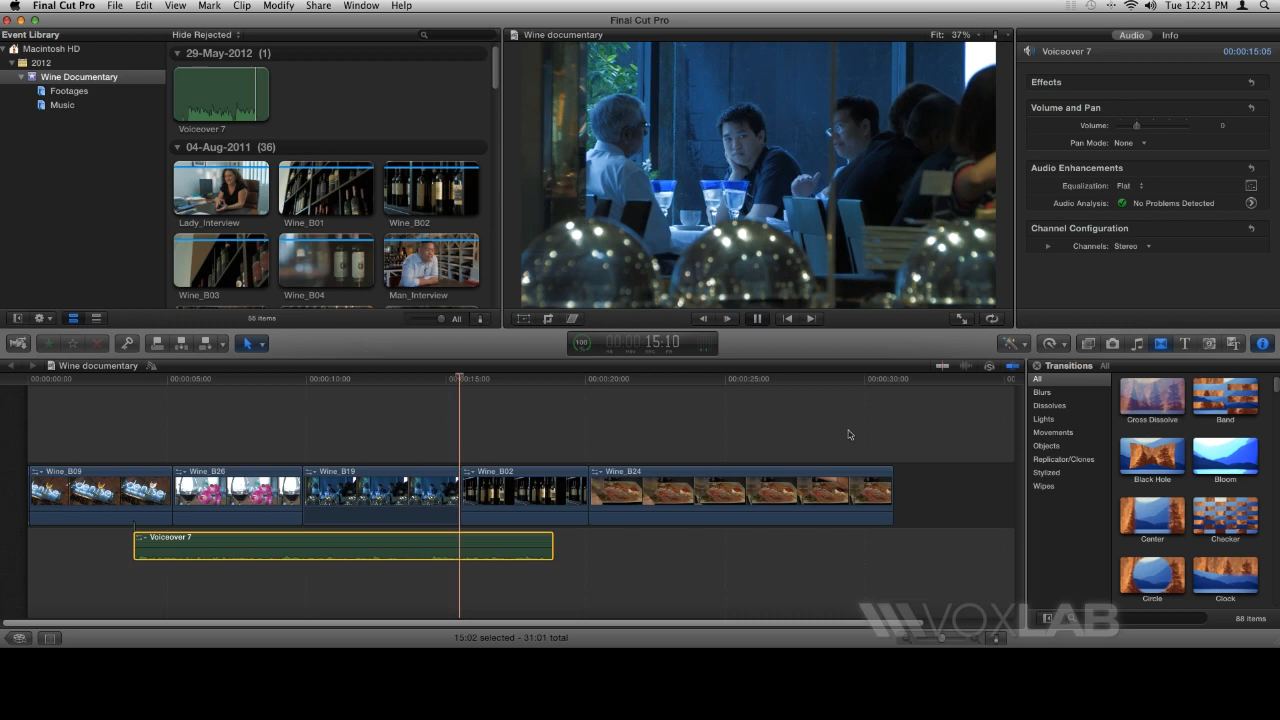 Final Cut Pro File Edit View Mark Clip Modify Share Window Help Tue 12:21 PM
Final Cut Pro
Event Library Hide Rejected Wine documentary Fit: 37% Audio Info
Macintosh HD
2012
Wine Documentary
Footages
Music
29-May-2012 (1)
Voiceover 7
04-Aug-2011 (36)
Lady_Interview Wine_B01 Wine_B02
Wine_B03 Wine_B04 Man_Interview
55 items All
Voiceover 7 00:00:15:05
Effects
Volume and Pan
Volume: 0
Pan Mode: None
Audio Enhancements
Equalization: Flat
Audio Analysis: No Problems Detected
Channel Configuration
Channels: Stereo
100 00:00:15:10
HR MIN SEC FR
Wine documentary
00:00:00:00 00:00:05:00 00:00:10:00 00:00:15:00 00:00:20:00 00:00:25:00 00:00:30:00 00:
Wine_B09 Wine_B26 Wine_B19 Wine_B02 Wine_B24
Voiceover 7
Transitions All
All
Blurs
Dissolves
Lights
Movements
Objects
Replicator/Clones
Stylized
Wipes
Cross Dissolve Band
Black Hole Bloom
Center Checker
Circle Clock
88 items
15:02 selected - 31:01 total
VOXLAB